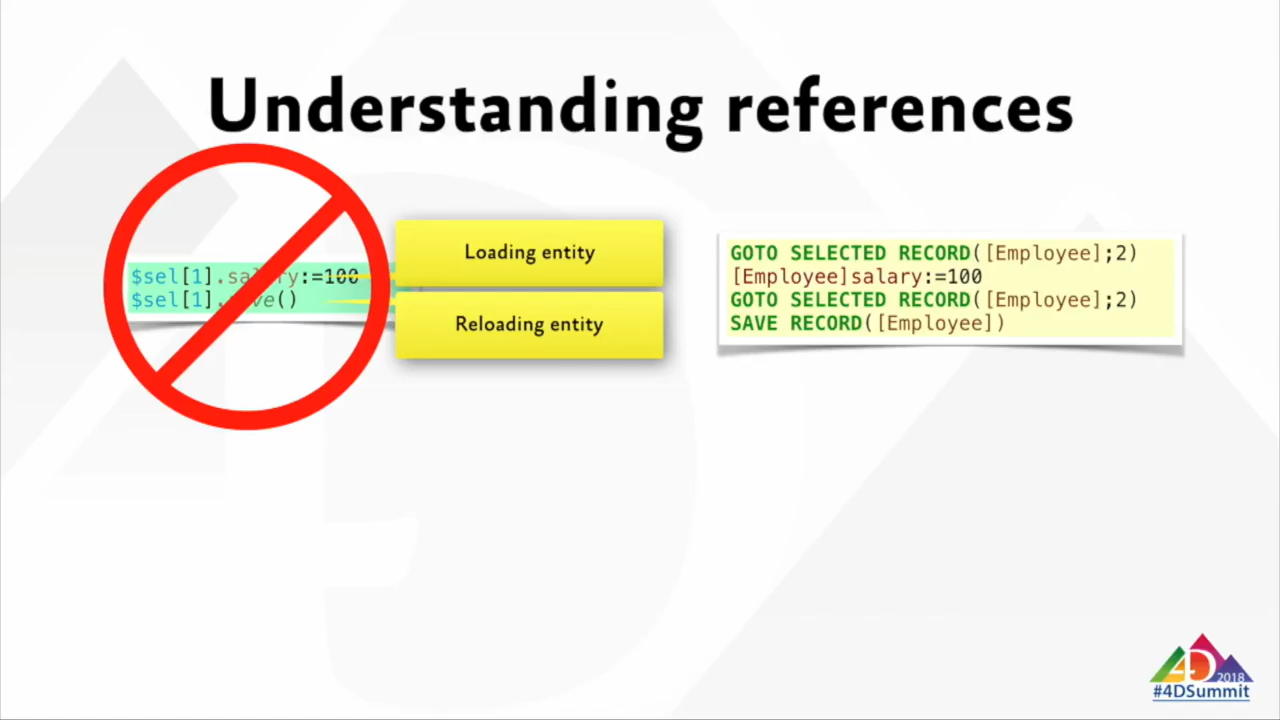 Understanding references
$sel[1].salary:=100
$sel[1].save()
Loading entity
Reloading entity
GOTO SELECTED RECORD([Employee];2)
[Employee]salary:=100
GOTO SELECTED RECORD([Employee];2)
SAVE RECORD([Employee])
4D
2018
#4DSummit